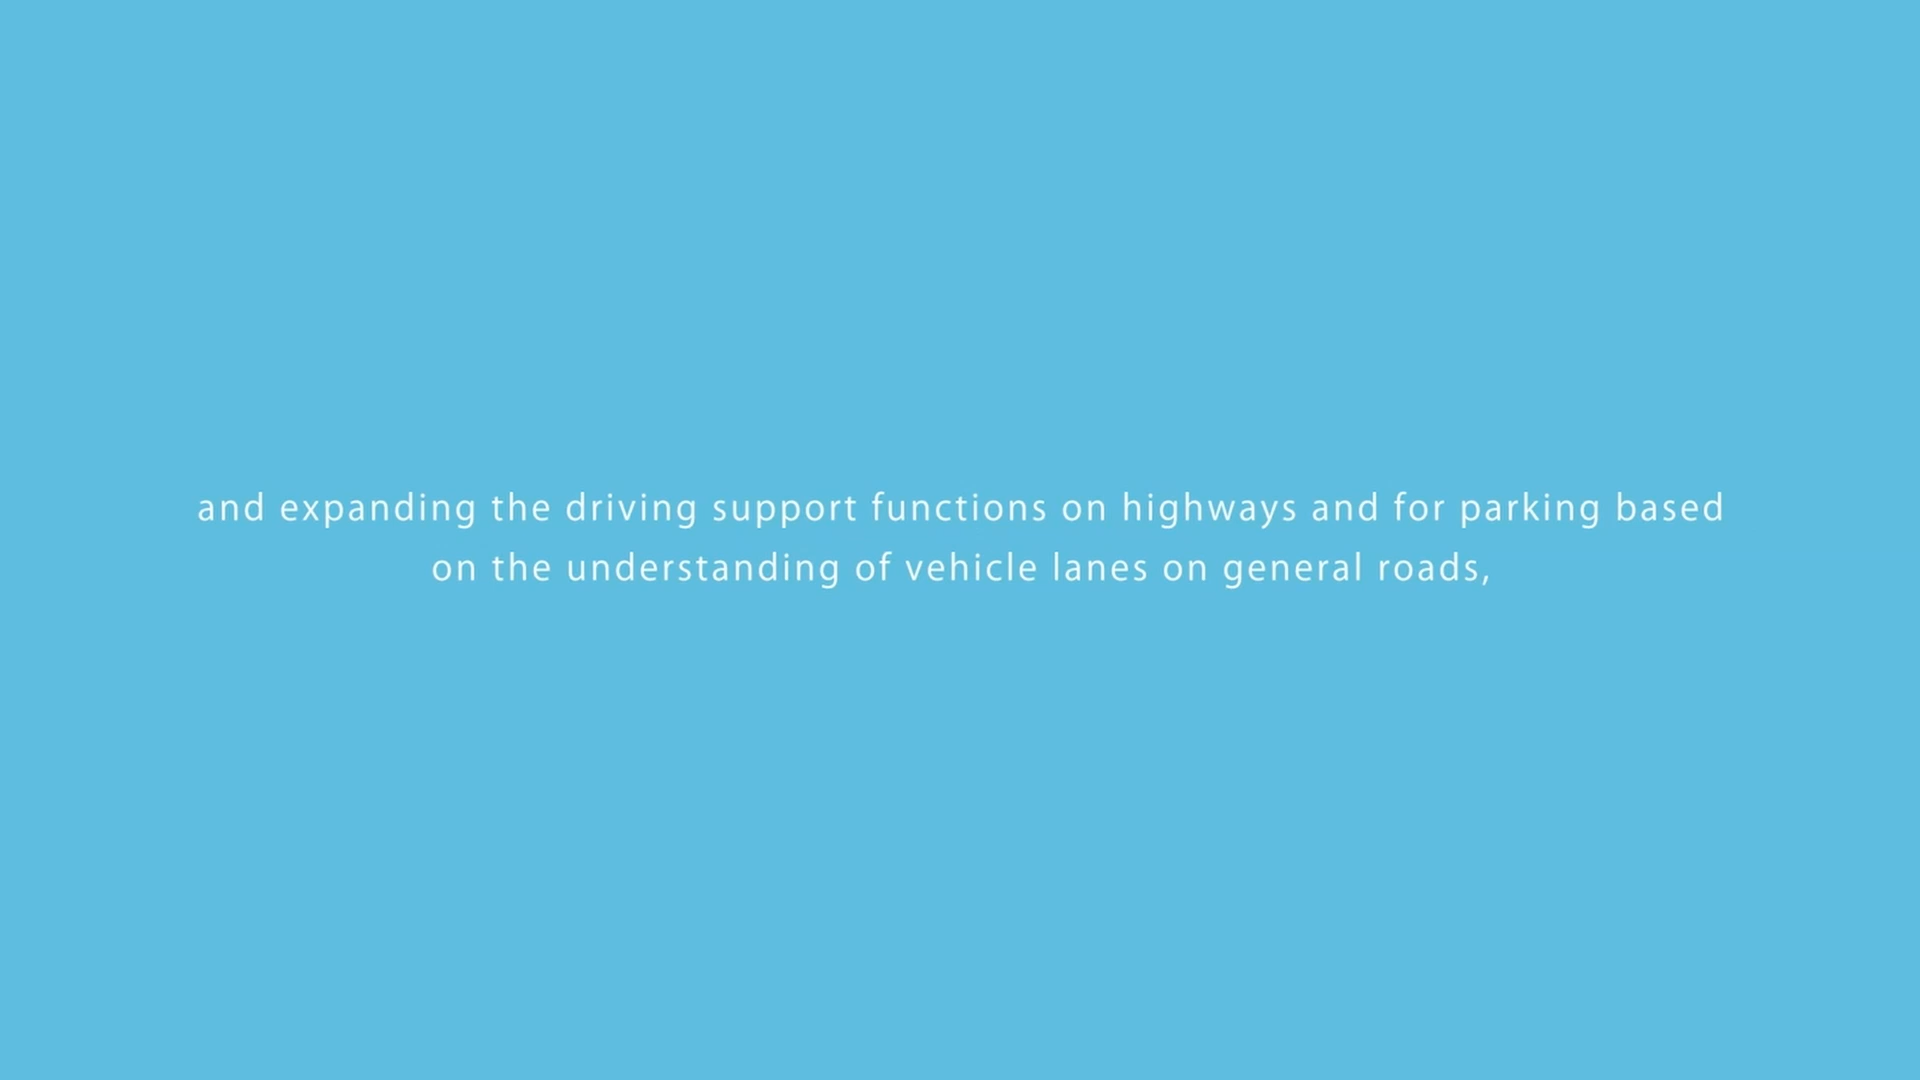 and expanding the driving support functions on highways and for parking based
on the understanding of vehicle lanes on general roads,